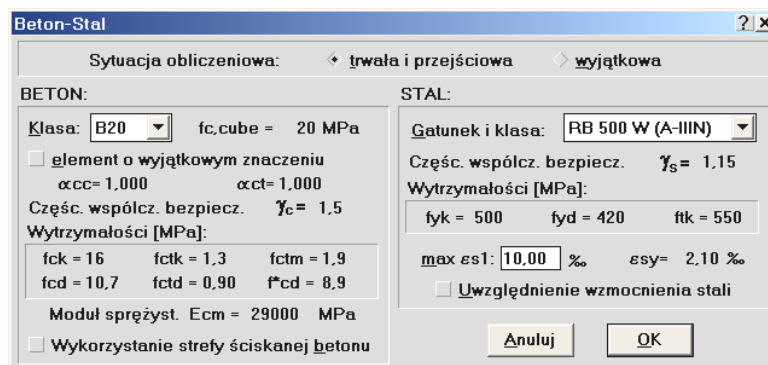 Beton-Stal
Sytuacja obliczeniowa: trwała i przejściowa wyjątkowa
BETON:
Klasa: B20 fc,cube = 20 MPa
element o wyjątkowym znaczeniu
αcc= 1,000 αct= 1,000
Częśc. wspólcz. bezpiecz. γc = 1,5
Wytrzymałości [MPa]:
fck = 16 fctk = 1,3 fctm = 1,9
fcd = 10,7 fctd = 0,90 f*cd = 8,9
Moduł sprężyst. Ecm = 29000 MPa
Wykorzystanie strefy ściskanej betonu
STAL:
Gatunek i klasa: RB 500 W (A-IIIN)
Częśc. wspólcz. bezpiecz. γs = 1,15
Wytrzymałości [MPa]:
fyk = 500 fyd = 420 ftk = 550
max εs1: 10,00 ‰ εsy= 2,10 ‰
Uwzględnienie wzmocnienia stali
Anuluj OK